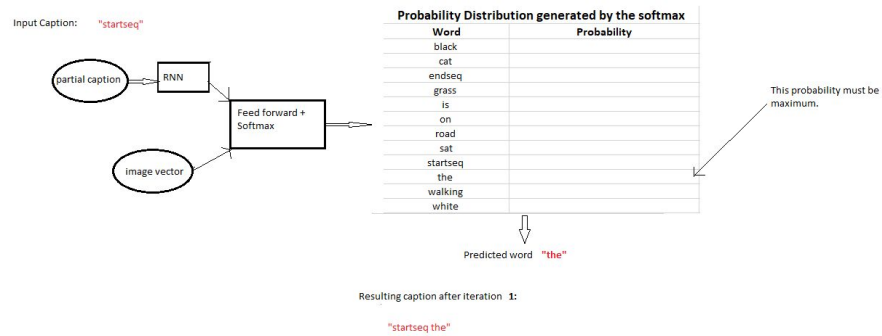 Input Caption: "startseq"
partial caption
RNN
Feed forward +
Softmax
image vector
Probability Distribution generated by the softmax
Word Probability
black
cat
endseq
grass
is
on
road
sat
startseq
the
walking
white
This probability must be
maximum.
Predicted word "the"
Resulting caption after iteration 1:
"startseq the"